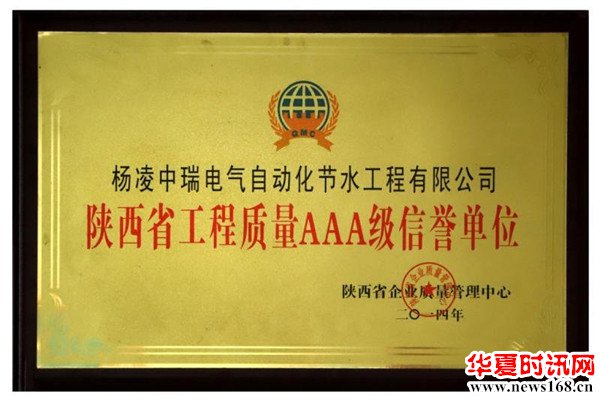 GMC
杨凌中瑞电气自动化节水工程有限公司
陕西省工程质量AAA级信誉单位
陕西省企业质量管理中心
二〇一四年
华夏时讯网
www.news168.cn